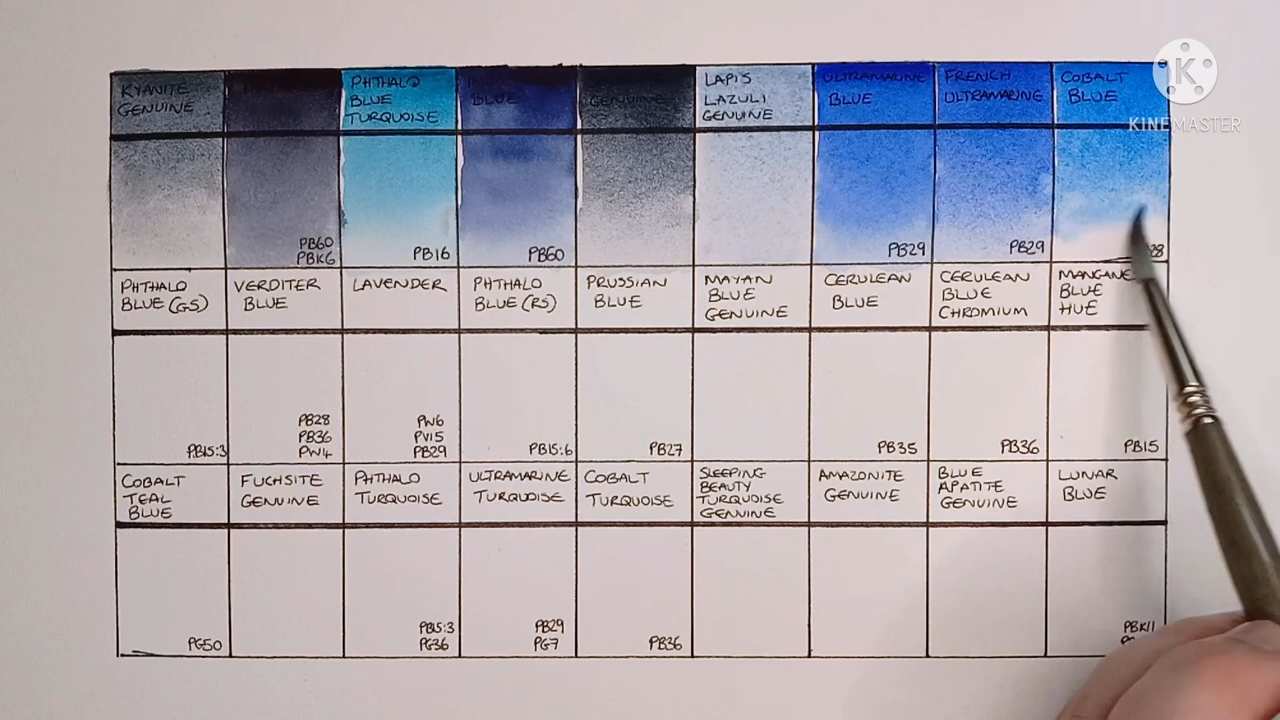 KYANITE
GENUINE
PHTHALO
BLUE
TURQUOISE
BLUE
GENUINE
LAPIS
LAZULI
GENUINE
ULTRAMARINE
BLUE
FRENCH
ULTRAMARINE
COBALT
BLUE
K
KINEMASTER
PB60
PBK6
PB16
PB60
PB29
PB29
28
PHTHALO
BLUE (GS)
VERDITER
BLUE
LAVENDER
PHTHALO
BLUE (RS)
PRUSSIAN
BLUE
MAYAN
BLUE
GENUINE
CERULEAN
BLUE
CERULEAN
BLUE
CHROMIUM
MANGANE
BLUE
HUE
PB15:3
PB28
PB36
PW4
PW6
PV15
PB29
PB15:6
PB27
PB35
PB36
PB15
COBALT
TEAL
BLUE
FUCHSITE
GENUINE
PHTHALO
TURQUOISE
ULTRAMARINE
TURQUOISE
COBALT
TURQUOISE
SLEEPING
BEAUTY
TURQUOISE
GENUINE
AMAZONITE
GENUINE
BLUE
APATITE
GENUINE
LUNAR
BLUE
PG50
PB15:3
PG36
PB29
PG7
PB36
PBK11